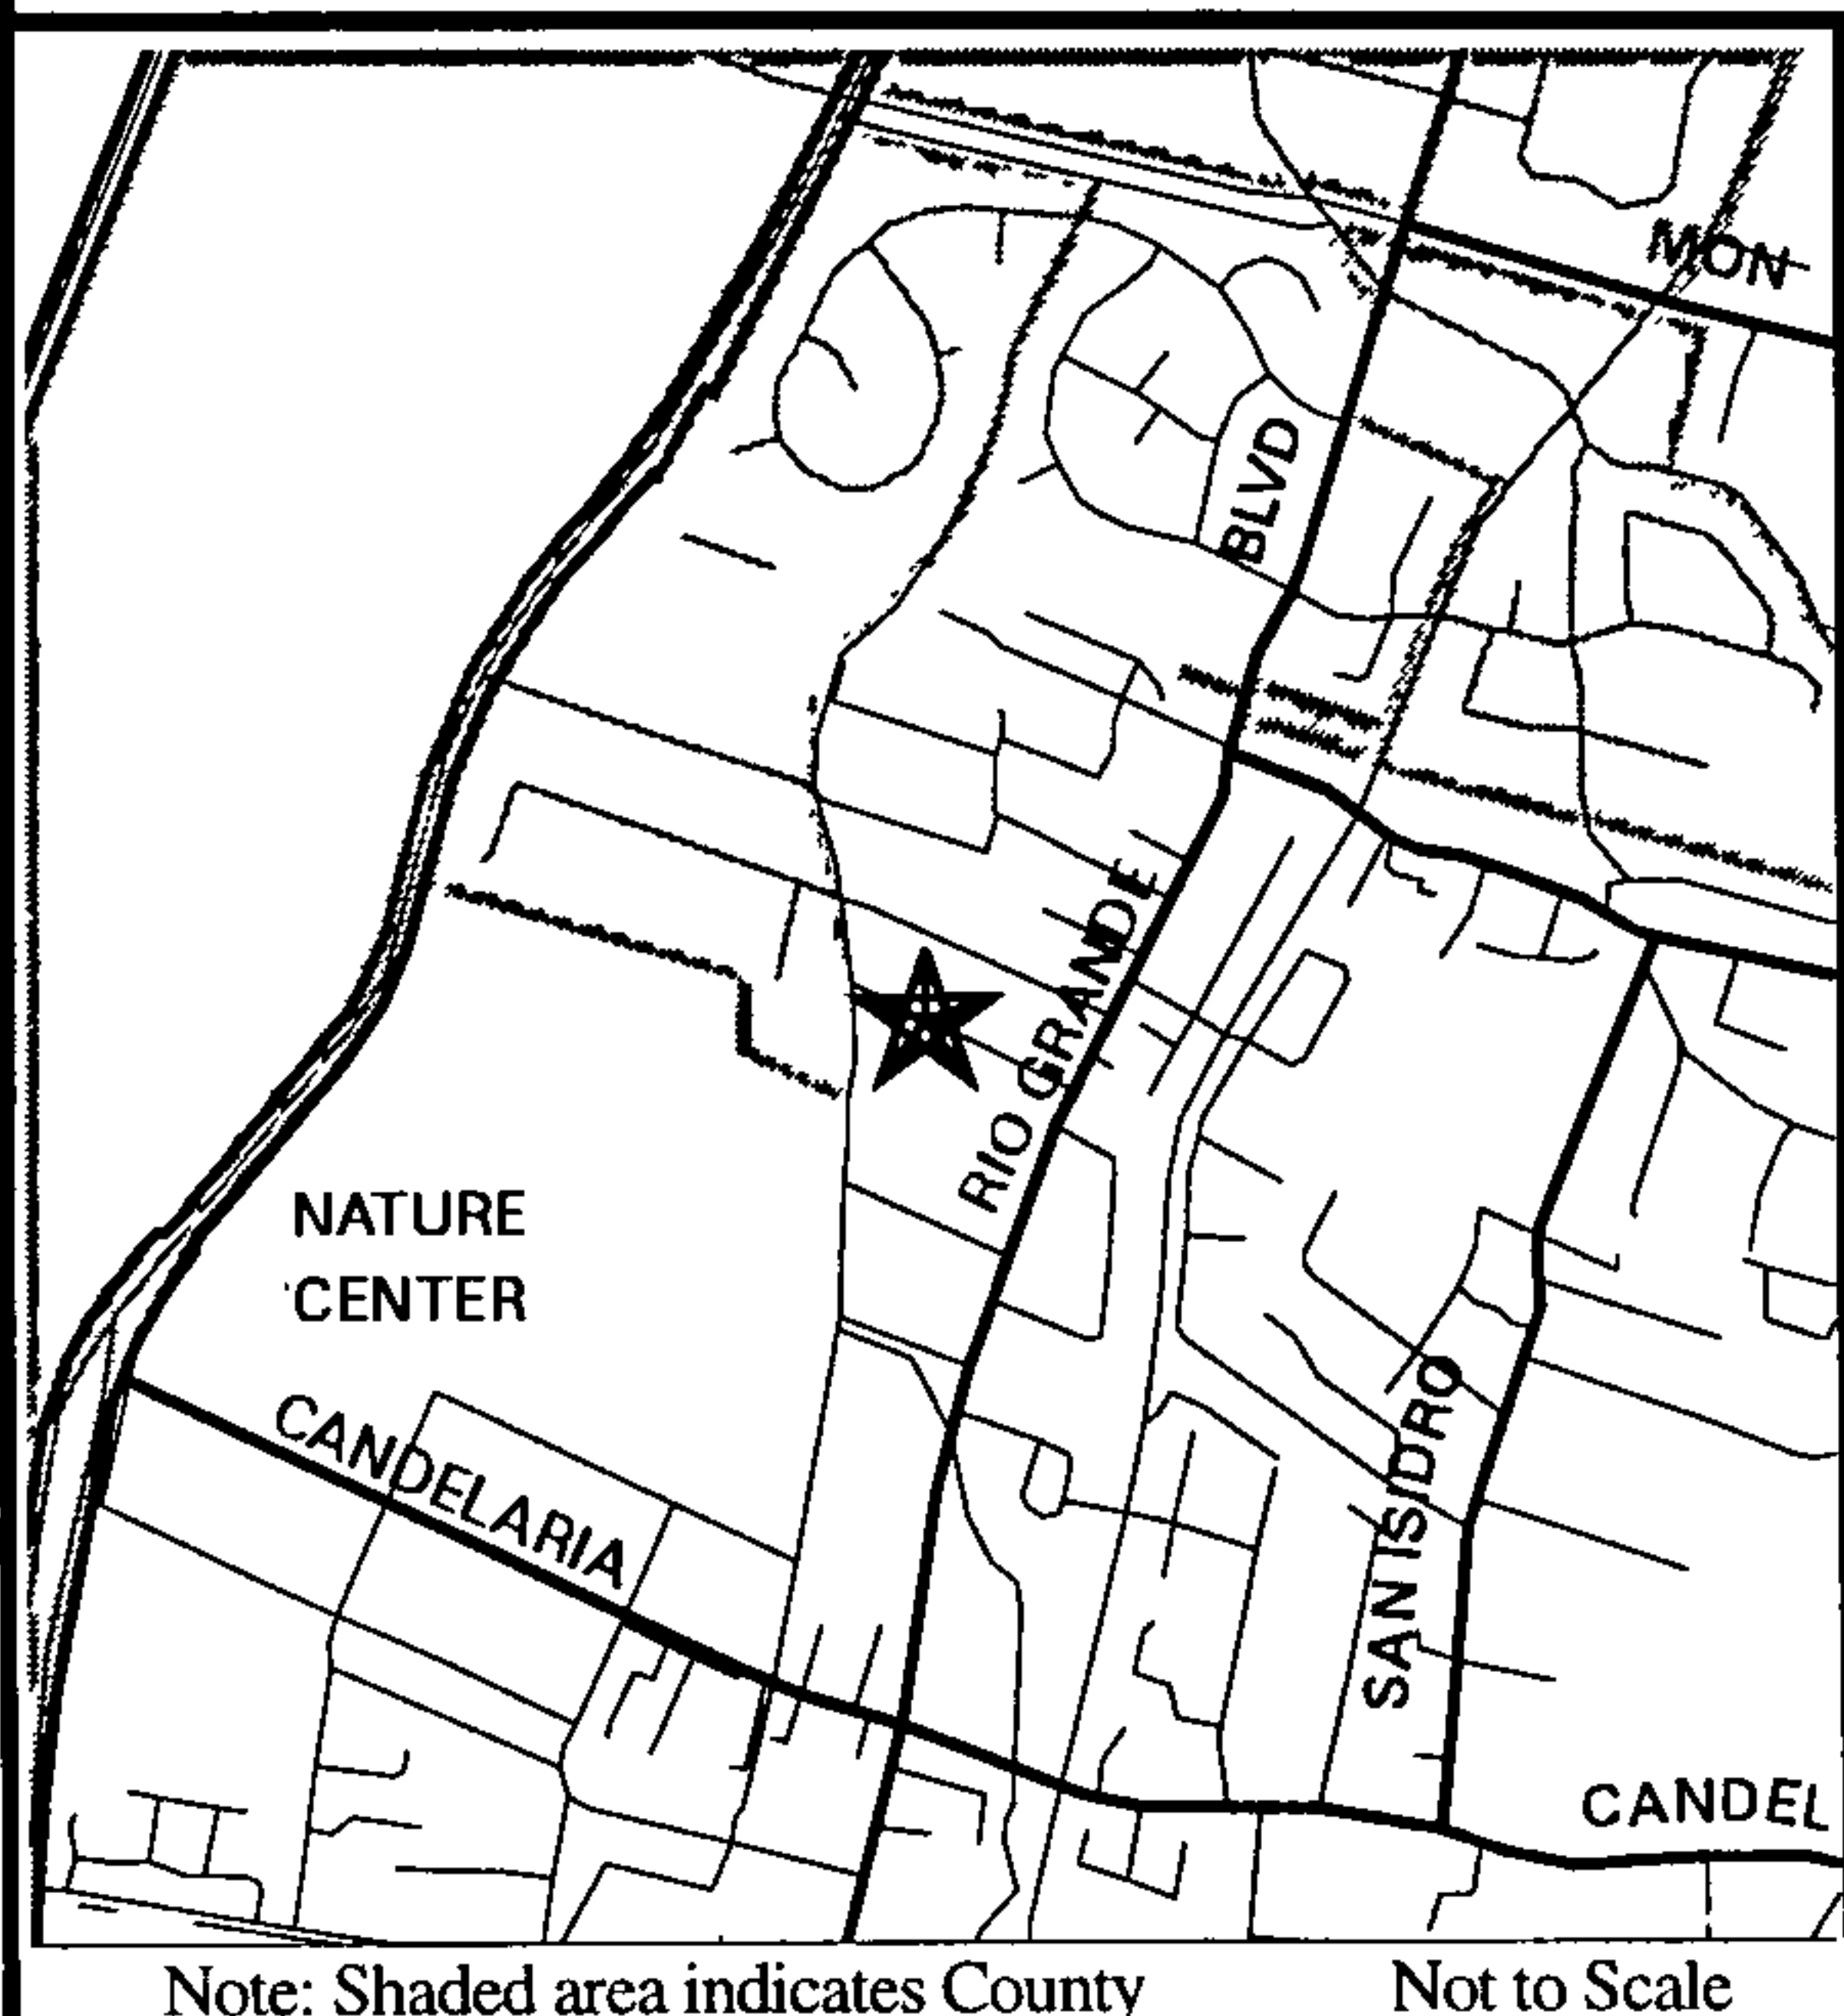 MON
BLVD
RIO GRANDE
NATURE
CENTER
CANDELARIA
SAN ISIDRO
CANDEL
Note: Shaded area indicates County
Not to Scale